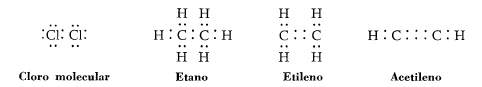 H H H H
:Cl : Cl: H : C : C : H C : : C H : C : : : C : H
H H H H
Cloro molecular Etano Etileno Acetileno